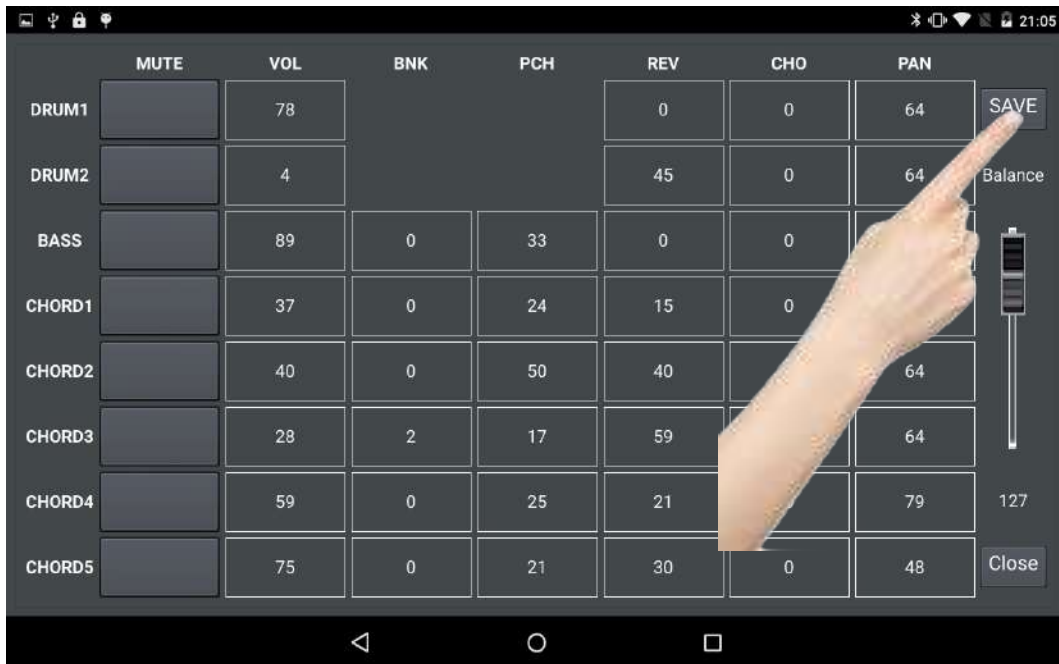 21:05
MUTE VOL BNK PCH REV CHO PAN
DRUM1 78 0 0 64 SAVE
DRUM2 4 45 0 64 Balance
BASS 89 0 33 0 0
CHORD1 37 0 24 15 0
CHORD2 40 0 50 40 64
CHORD3 28 2 17 59 64
CHORD4 59 0 25 21 79 127
CHORD5 75 0 21 30 0 48 Close